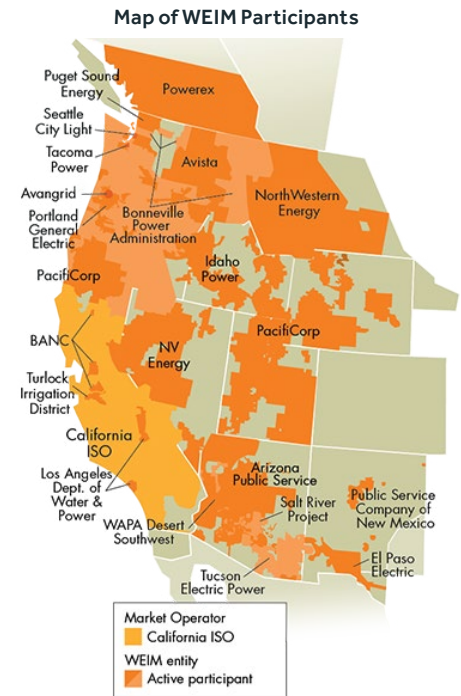 Map of WEIM Participants
Puget Sound
Energy
Powerex
Seattle
City Light
Tacoma
Power
Avista
Avangrid
NorthWestern
Energy
Portland
General
Electric
Bonneville
Power
Administration
Idaho
Power
PacifiCorp
PacifiCorp
BANC
NV
Energy
Turlock
Irrigation
District
California
ISO
Arizona
Public Service
Los Angeles
Dept. of
Water &
Power
Salt River
Project
Public Service
Company of
New Mexico
WAPA Desert
Southwest
El Paso
Electric
Tucson
Electric Power
Market Operator
California ISO
WEIM entity
Active participant